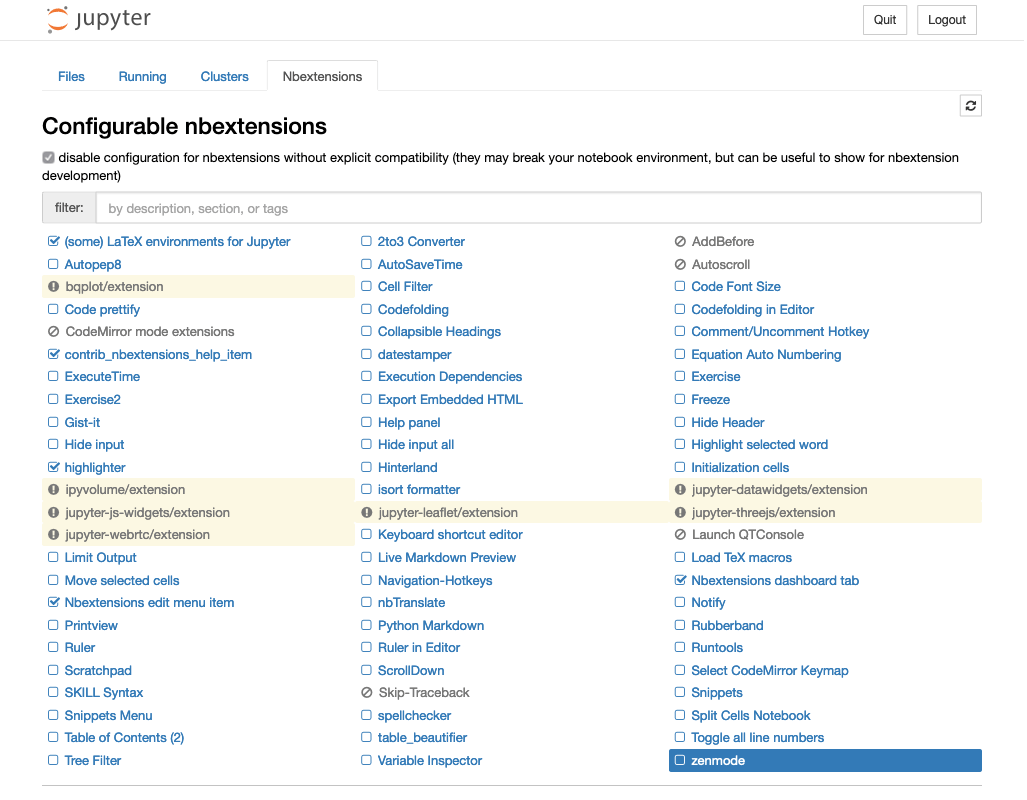 jupyter
Quit Logout
Files Running Clusters Nbextensions
Configurable nbextensions
disable configuration for nbextensions without explicit compatibility (they may break your notebook environment, but can be useful to show for nbextension
development)
filter: by description, section, or tags
(some) LaTeX environments for Jupyter 2to3 Converter AddBefore
Autopep8 AutoSaveTime Autoscroll
bqplot/extension Cell Filter Code Font Size
Code prettify Codefolding Codefolding in Editor
CodeMirror mode extensions Collapsible Headings Comment/Uncomment Hotkey
contrib_nbextensions_help_item datestamper Equation Auto Numbering
ExecuteTime Execution Dependencies Exercise
Exercise2 Export Embedded HTML Freeze
Gist-it Help panel Hide Header
Hide input Hide input all Highlight selected word
highlighter Hinterland Initialization cells
ipyvolume/extension isort formatter jupyter-datawidgets/extension
jupyter-js-widgets/extension jupyter-leaflet/extension jupyter-threejs/extension
jupyter-webrtc/extension Keyboard shortcut editor Launch QTConsole
Limit Output Live Markdown Preview Load TeX macros
Move selected cells Navigation-Hotkeys Nbextensions dashboard tab
Nbextensions edit menu item nbTranslate Notify
Printview Python Markdown Rubberband
Ruler Ruler in Editor Runtools
Scratchpad ScrollDown Select CodeMirror Keymap
SKILL Syntax Skip-Traceback Snippets
Snippets Menu spellchecker Split Cells Notebook
Table of Contents (2) table_beautifier Toggle all line numbers
Tree Filter Variable Inspector zenmode